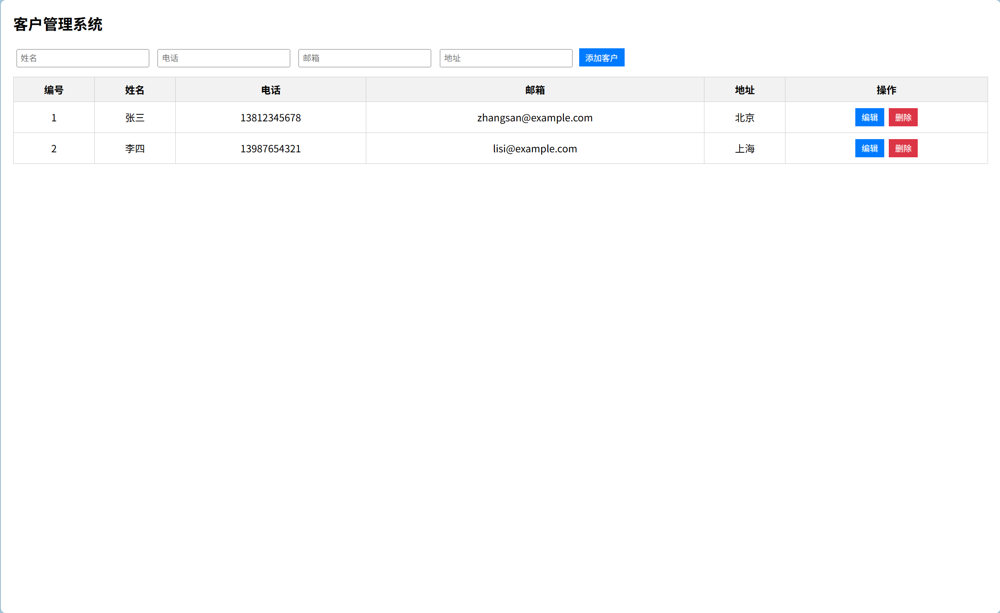 客户管理系统
姓名 电话 邮箱 地址 添加客户
编号 姓名 电话 邮箱 地址 操作
1 张三 13812345678 zhangsan@example.com 北京 编辑 删除
2 李四 13987654321 lisi@example.com 上海 编辑 删除